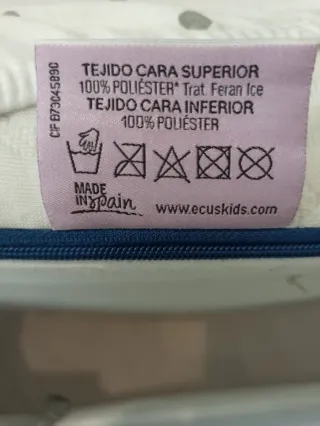 TEJIDO CARA SUPERIOR
100% POLIÉSTER* Trat. Feran Ice
TEJIDO CARA INFERIOR
100% POLIÉSTER
CIF B73045890
MADE
IN Spain
www.ecuskids.com